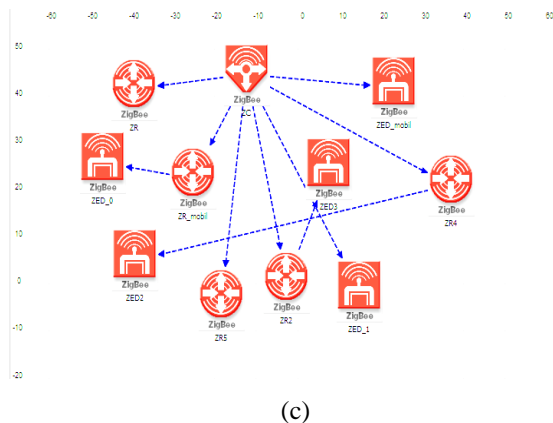 -60 -50 -40 -30 -20 -10 0 10 20 30 40 50 60
50
40
30
20
10
0
-10
-20
ZigBee
ZR
ZigBee
ZC
ZigBee
ZED_mobil
ZigBee
ZED_0
ZigBee
ZR_mobil
ZigBee
ZED3
ZigBee
ZR4
ZigBee
ZED2
ZigBee
ZR5
ZigBee
ZR2
ZigBee
ZED_1
(c)